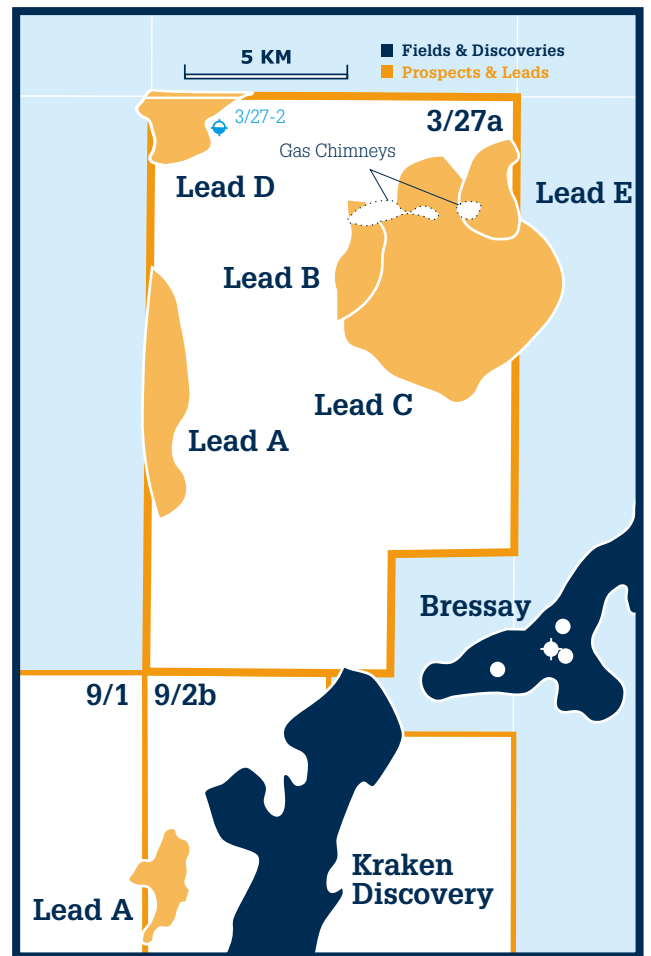 5 KM
Fields & Discoveries
Prospects & Leads
3/27-2
3/27a
Gas Chimneys
Lead D
Lead E
Lead B
Lead C
Lead A
Bressay
9/1
9/2b
Kraken
Discovery
Lead A